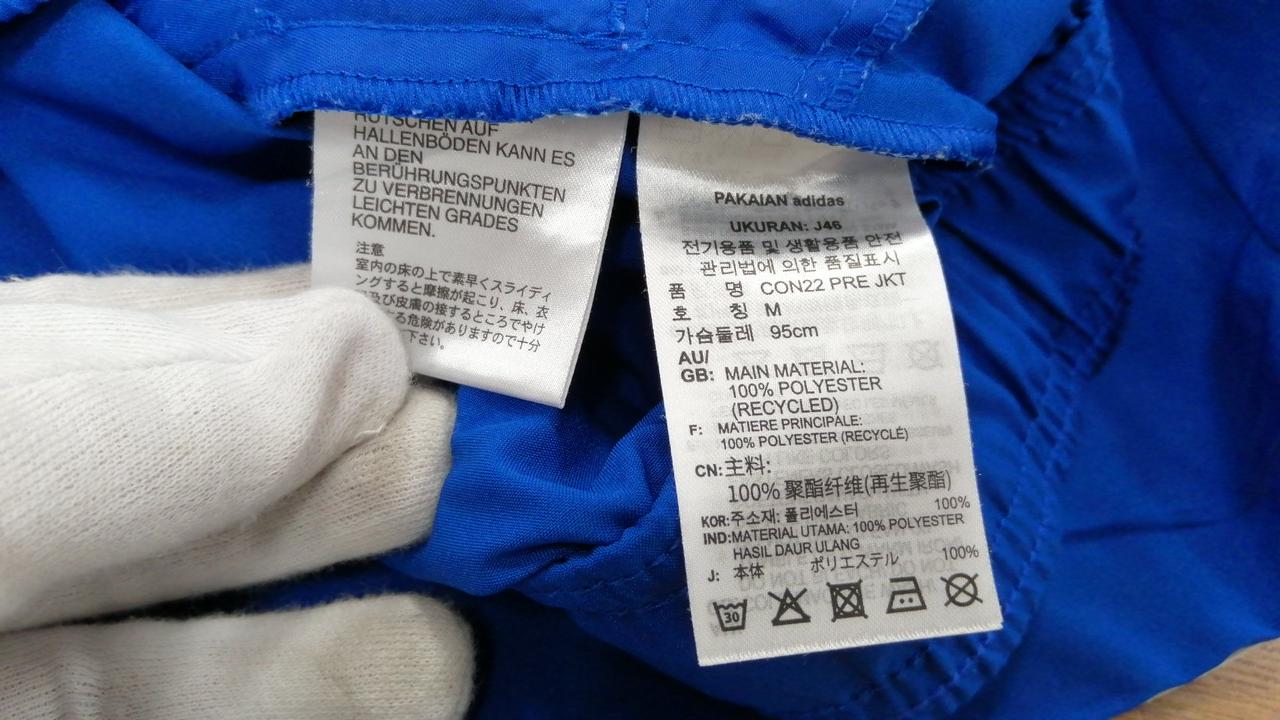 RUTSCHEN AUF
HALLENBÖDEN KANN ES
AN DEN
BERÜHRUNGSPUNKTEN
ZU VERBRENNUNGEN
LEICHTEN GRADES
KOMMEN.
注意
室内の床の上で素早くスライディ
ングすると摩擦が起こり、床、衣
及び皮膚の接するところでやけ
る危険がありますので十分
下さい。
PAKAIAN adidas
UKURAN: J46
전기용품 및 생활용품 안전
관리법에 의한 품질표시
품 명 CON22 PRE JKT
호 칭 M
가슴둘레 95cm
AU/
GB: MAIN MATERIAL:
100% POLYESTER
(RECYCLED)
F: MATIERE PRINCIPALE:
100% POLYESTER (RECYCLÉ)
CN: 主料:
100% 聚酯纤维(再生聚酯)
KOR: 주소재: 폴리에스터 100%
IND: MATERIAL UTAMA: 100% POLYESTER
HASIL DAUR ULANG
J: 本体 ポリエステル 100%
30